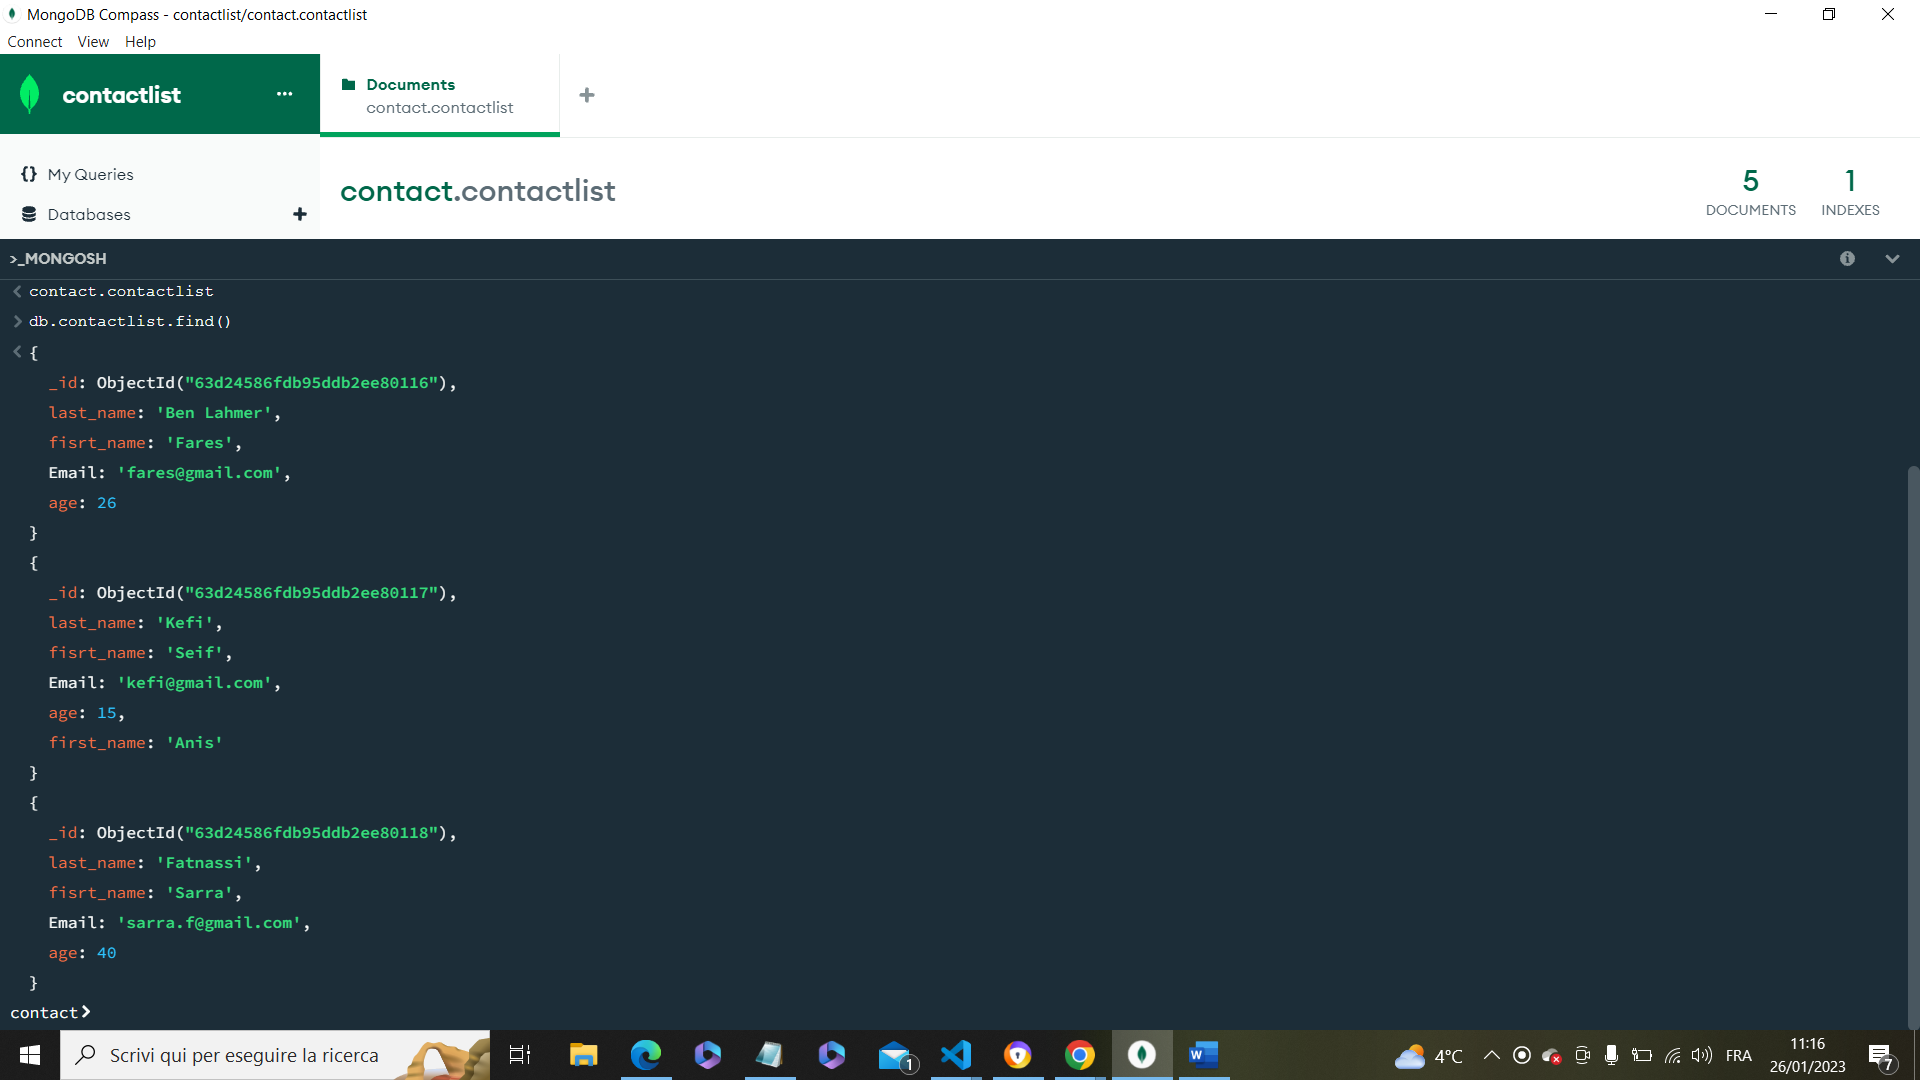 MongoDB Compass - contactlist/contact.contactlist
Connect View Help
contactlist ...
Documents
contact.contactlist
+
{} My Queries
Databases +
contact.contactlist
5
DOCUMENTS
1
INDEXES
>_MONGOSH
< contact.contactlist
> db.contactlist.find()
< {
_id: ObjectId("63d24586fdb95ddb2ee80116"),
last_name: 'Ben Lahmer',
fisrt_name: 'Fares',
Email: 'fares@gmail.com',
age: 26
}
{
_id: ObjectId("63d24586fdb95ddb2ee80117"),
last_name: 'Kefi',
fisrt_name: 'Seif',
Email: 'kefi@gmail.com',
age: 15,
first_name: 'Anis'
}
{
_id: ObjectId("63d24586fdb95ddb2ee80118"),
last_name: 'Fatnassi',
fisrt_name: 'Sarra',
Email: 'sarra.f@gmail.com',
age: 40
}
contact>
Scrivi qui per eseguire la ricerca
1
W
4°C
FRA
11:16
26/01/2023
7